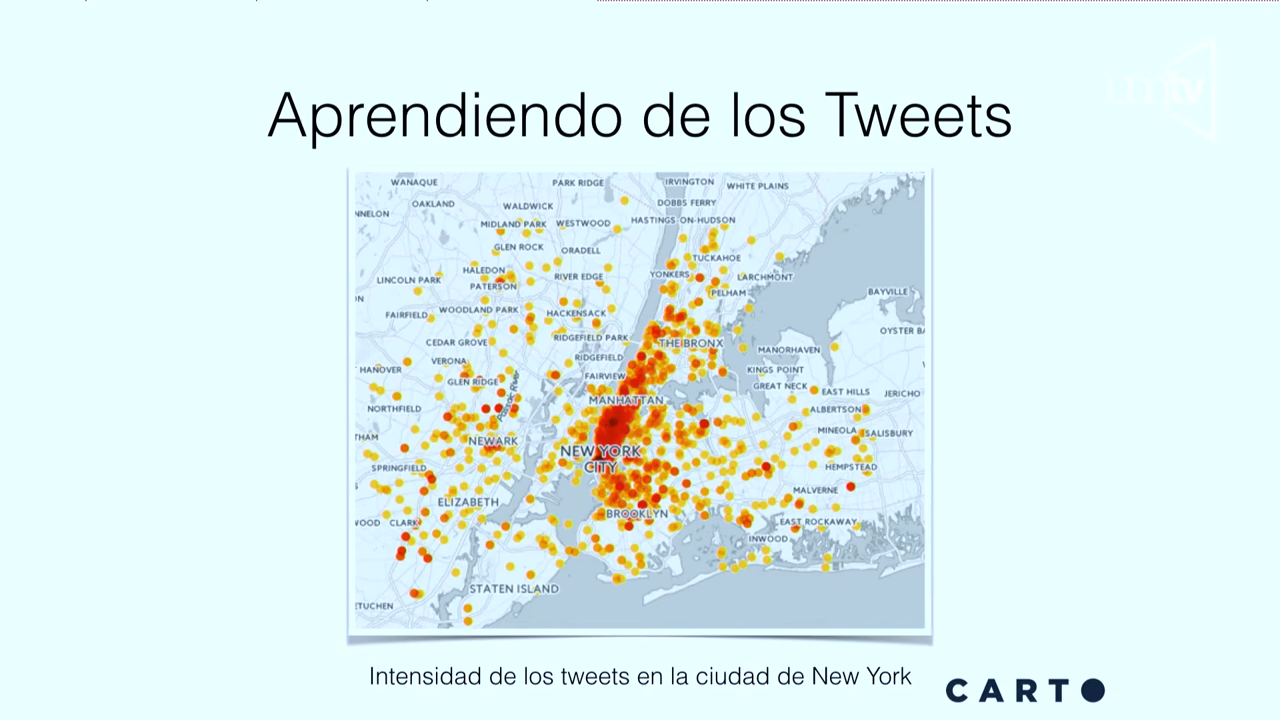 Aprendiendo de los Tweets
tv
WANAQUE
PARK RIDGE
IRVINGTON
WHITE PLAINS
OAKLAND
WALDWICK
DOBBS FERRY
NNELON
MIDLAND PARK
WESTWOOD
HASTINGS-ON-HUDSON
GLEN ROCK
ORADELL
TUCKAHOE
HALEDON
YONKERS
LARCHMONT
LINCOLN PARK
PATERSON
RIVER EDGE
PELHAM
BAYVILLE
ON
FAIRFIELD
WOODLAND PARK
HACKENSACK
OYSTER BA
CEDAR GROVE
RIDGEFIELD PARK
THE BRONX
MANORHAVEN
VERONA
RIDGEFIELD
KINGS POINT
HANOVER
GLEN RIDGE
FAIRVIEW
GREAT NECK
EAST HILLS
JERICHO
Passaic River
MANHATTAN
NORTHFIELD
ALBERTSON
THAM
NEWARK
MINEOLA
SALISBURY
NEW YORK
CITY
SPRINGFIELD
HEMPSTEAD
ELIZABETH
MALVERNE
WOOD
CLARK
BROOKLYN
EAST ROCKAWAY
INWOOD
STATEN ISLAND
ETUCHEN
Intensidad de los tweets en la ciudad de New York
CARTO